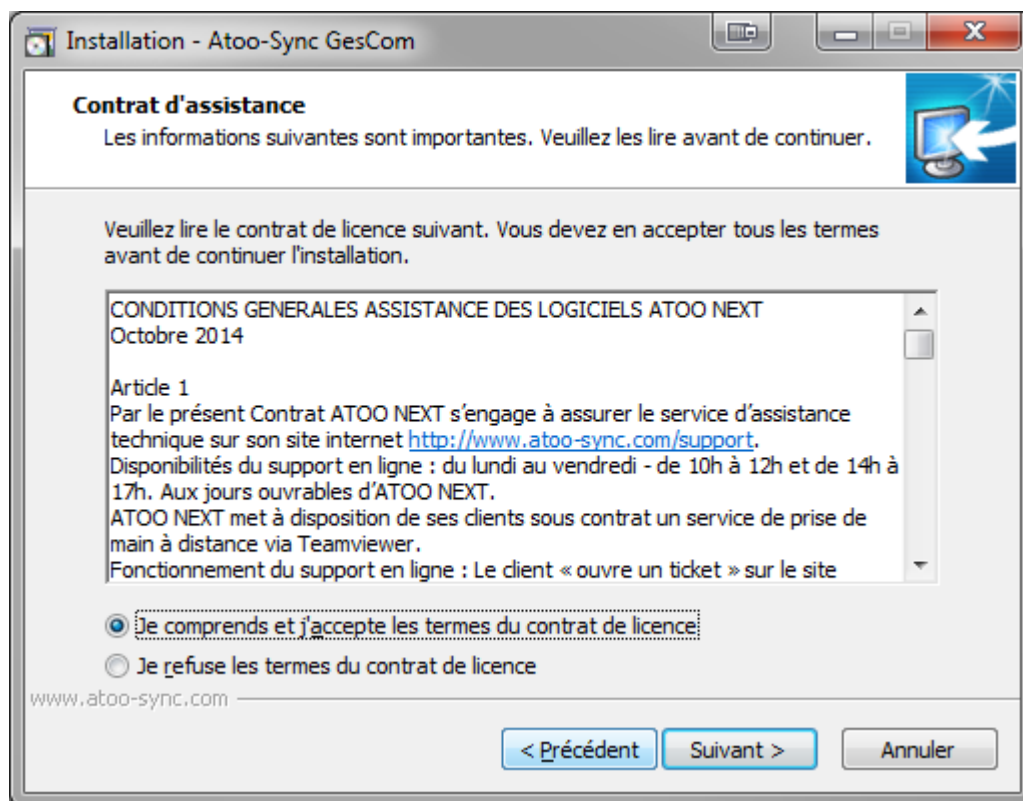 Installation - Atoo-Sync GesCom
Contrat d'assistance
Les informations suivantes sont importantes. Veuillez les lire avant de continuer.
Veuillez lire le contrat de licence suivant. Vous devez en accepter tous les termes
avant de continuer l'installation.
CONDITIONS GENERALES ASSISTANCE DES LOGICIELS ATOO NEXT
Octobre 2014
Article 1
Par le présent Contrat ATOO NEXT s’engage à assurer le service d’assistance
technique sur son site internet http://www.atoo-sync.com/support.
Disponibilités du support en ligne : du lundi au vendredi - de 10h à 12h et de 14h à
17h. Aux jours ouvrables d’ATOO NEXT.
ATOO NEXT met à disposition de ses clients sous contrat un service de prise de
main à distance via Teamviewer.
Fonctionnement du support en ligne : Le client « ouvre un ticket » sur le site
Je comprends et j'accepte les termes du contrat de licence
Je refuse les termes du contrat de licence
www.atoo-sync.com
< Précédent
Suivant >
Annuler